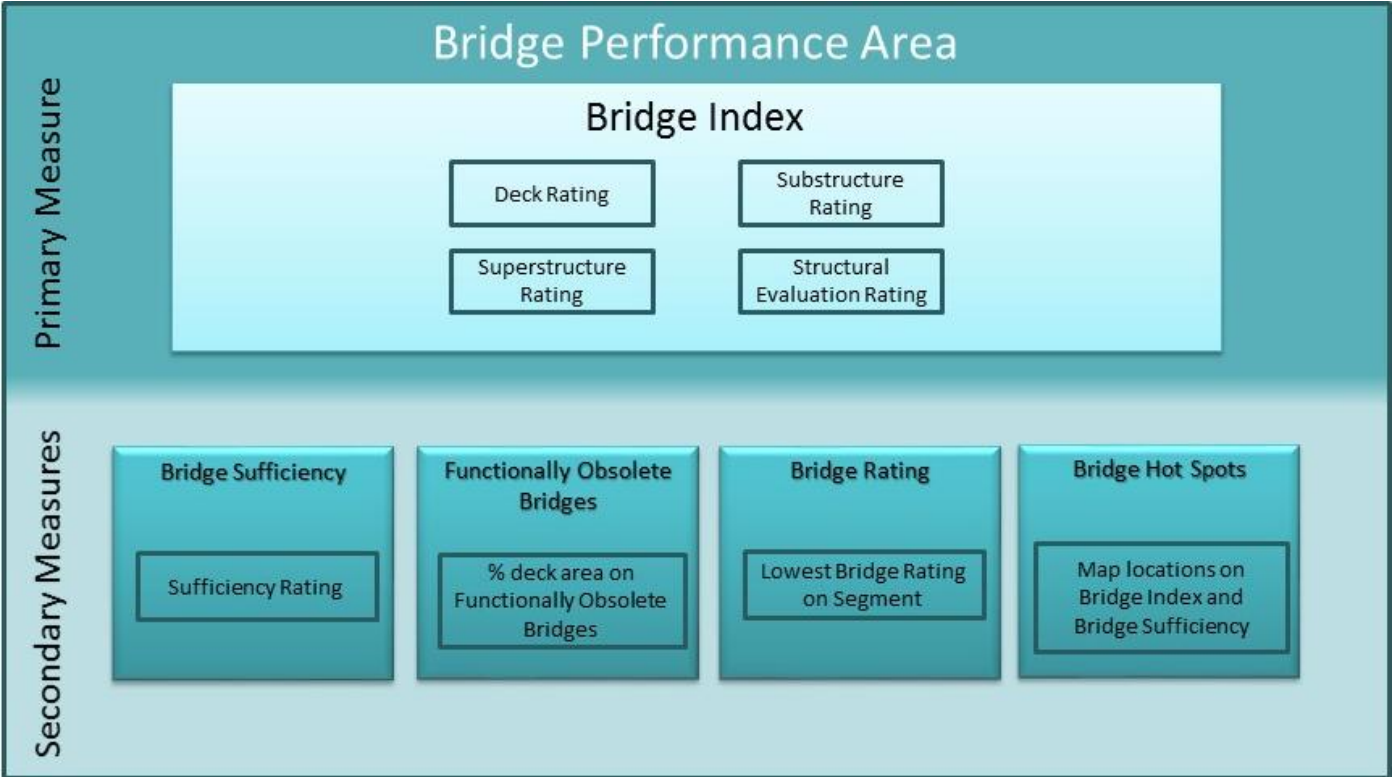 Bridge Performance Area
Primary Measure
Bridge Index
Deck Rating
Substructure
Rating
Superstructure
Rating
Structural
Evaluation Rating
Secondary Measures
Bridge Sufficiency
Sufficiency Rating
Functionally Obsolete
Bridges
% deck area on
Functionally Obsolete
Bridges
Bridge Rating
Lowest Bridge Rating
on Segment
Bridge Hot Spots
Map locations on
Bridge Index and
Bridge Sufficiency